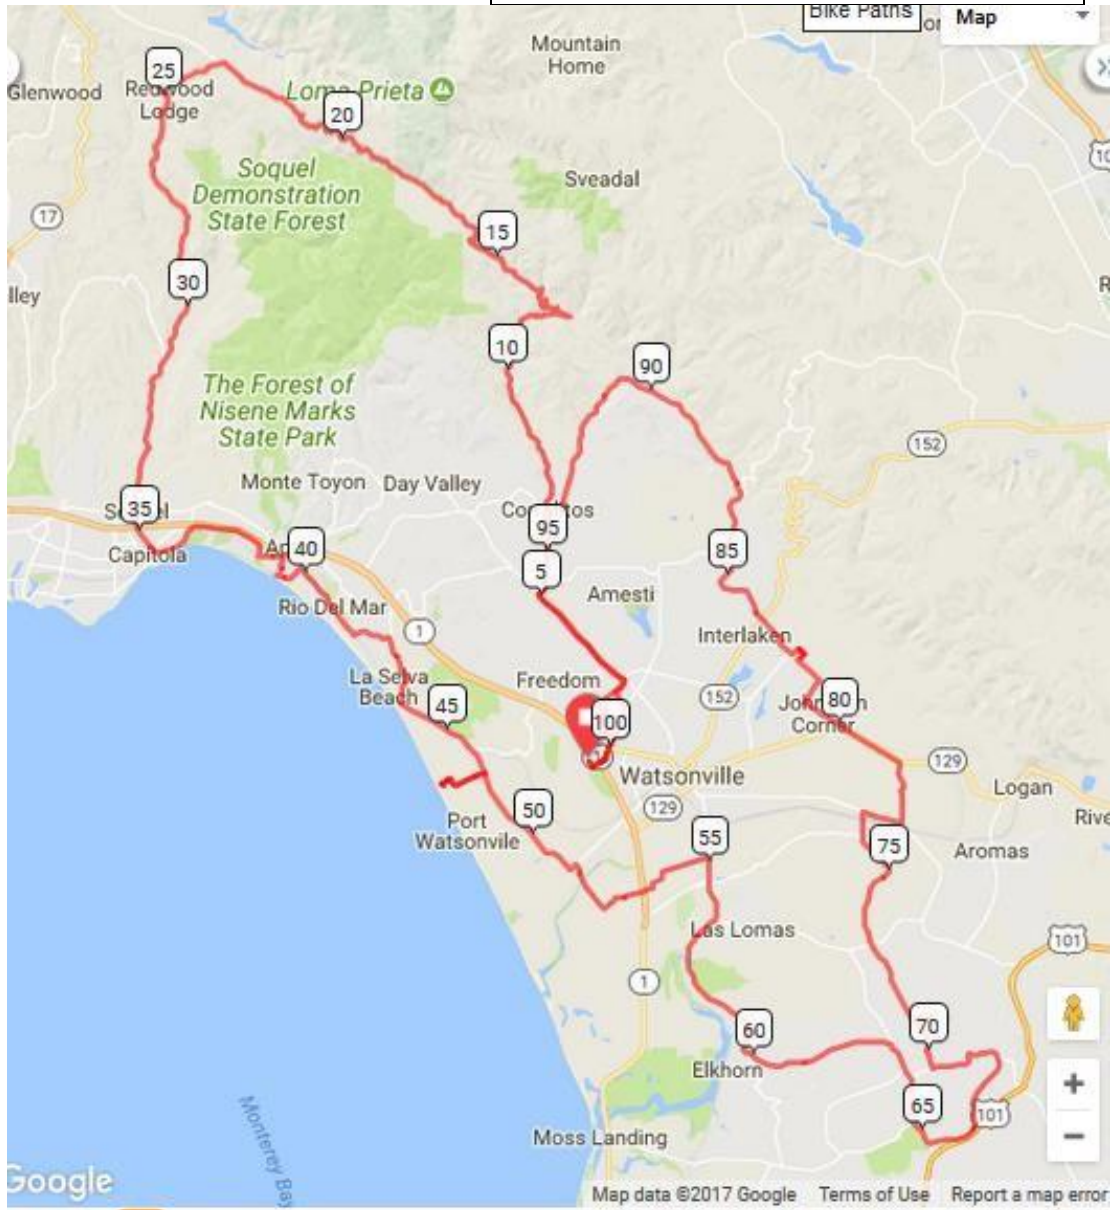 Bike Paths
Map
Mountain
Home
25
Glenwood
Redwood
Lodge
Loma Prieta
20
Soquel
Demonstration
State Forest
Sveadal
17
15
30
lley
10
90
The Forest of
Nisene Marks
State Park
152
Monte Toyon
Day Valley
35
95
Capitola
40
85
5
Amesti
Rio Del Mar
1
Interlaken
La Selva
Beach
Freedom
152
45
100
80
Corner
129
Watsonville
Logan
129
50
Port
Watsonvile
55
75
Aromas
Las Lomas
101
1
70
60
Elkhorn
65
101
Moss Landing
Monterey Bay
+
−
Google
Map data ©2017 Google
Terms of Use
Report a map error